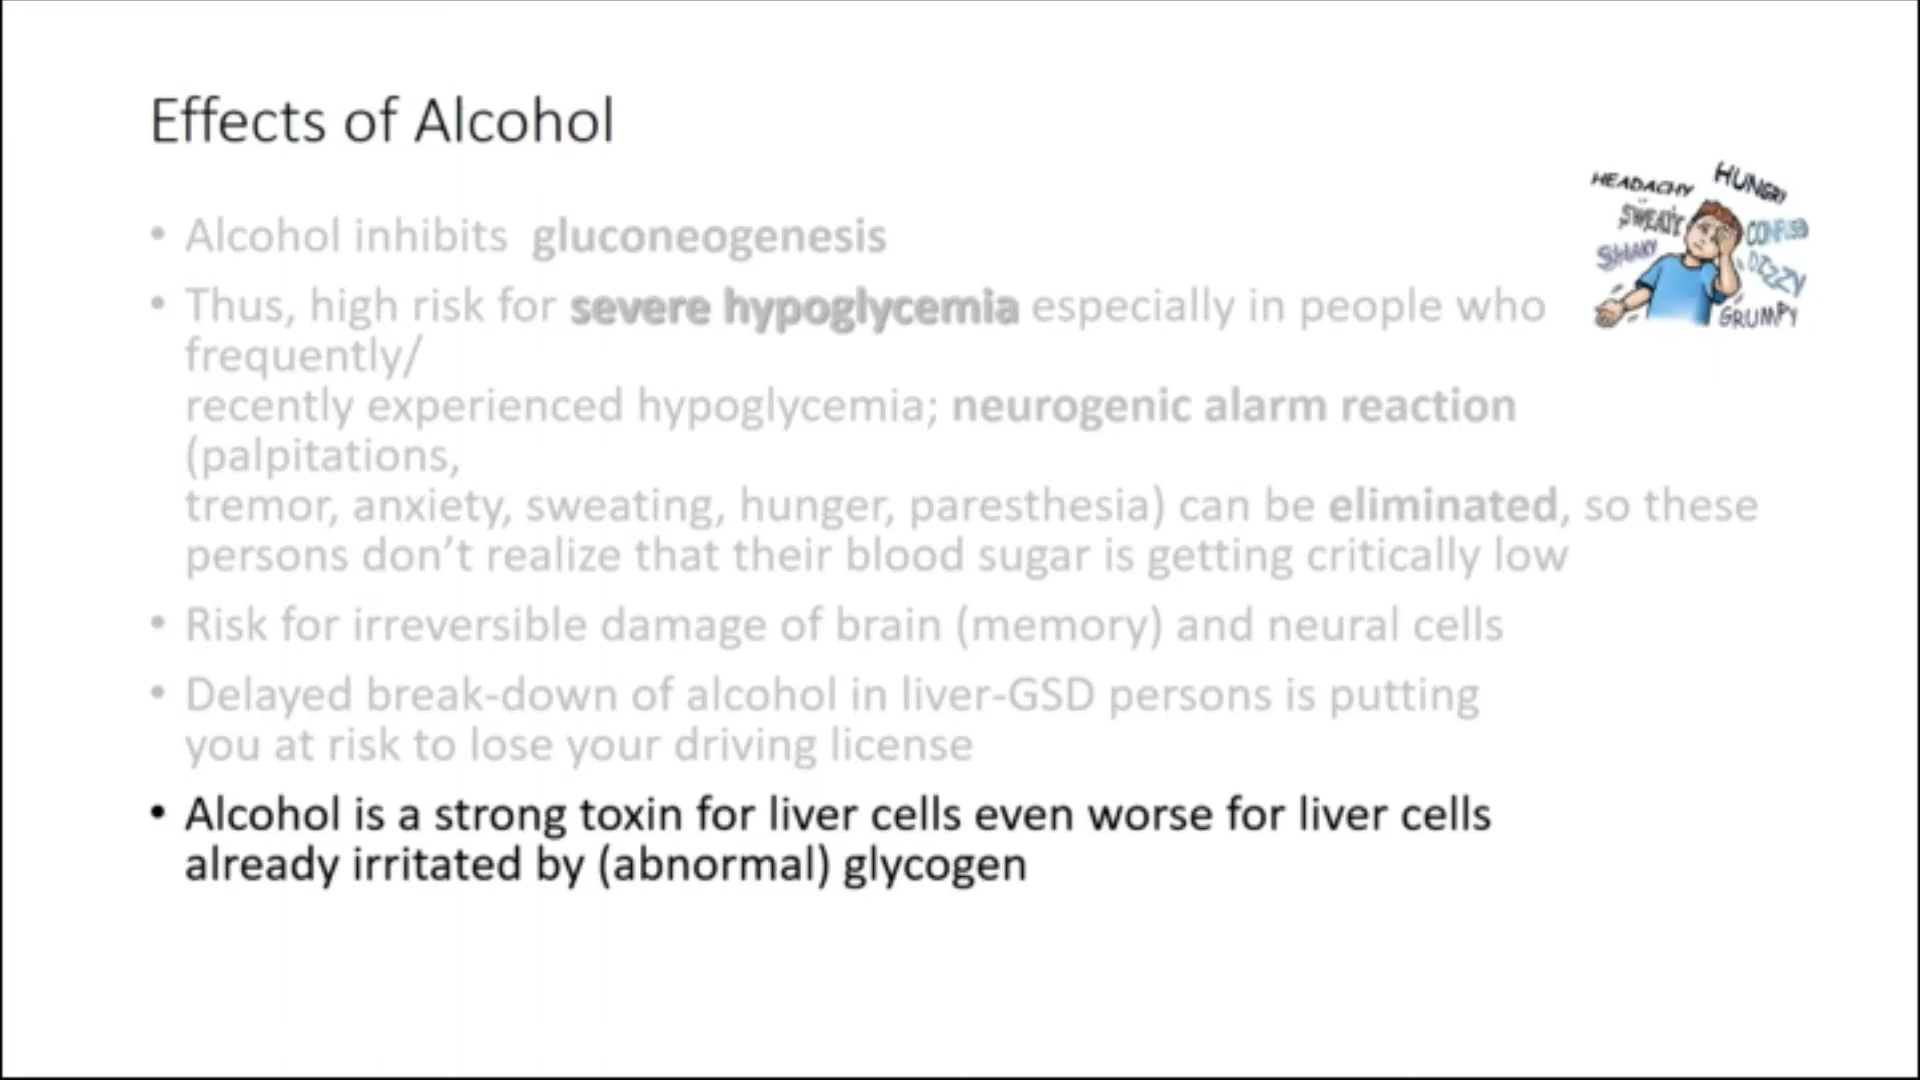 Effects of Alcohol
HEADACHY
HUNGRY
SWEATY
CONFUSED
SHAKY
DIZZY
GRUMPY
• Alcohol inhibits  gluconeogenesis
• Thus, high risk for severe hypoglycemia especially in people who
frequently/
recently experienced hypoglycemia; neurogenic alarm reaction
(palpitations,
tremor, anxiety, sweating, hunger, paresthesia) can be eliminated, so these
persons don’t realize that their blood sugar is getting critically low
• Risk for irreversible damage of brain (memory) and neural cells
• Delayed break-down of alcohol in liver-GSD persons is putting
you at risk to lose your driving license
• Alcohol is a strong toxin for liver cells even worse for liver cells
already irritated by (abnormal) glycogen